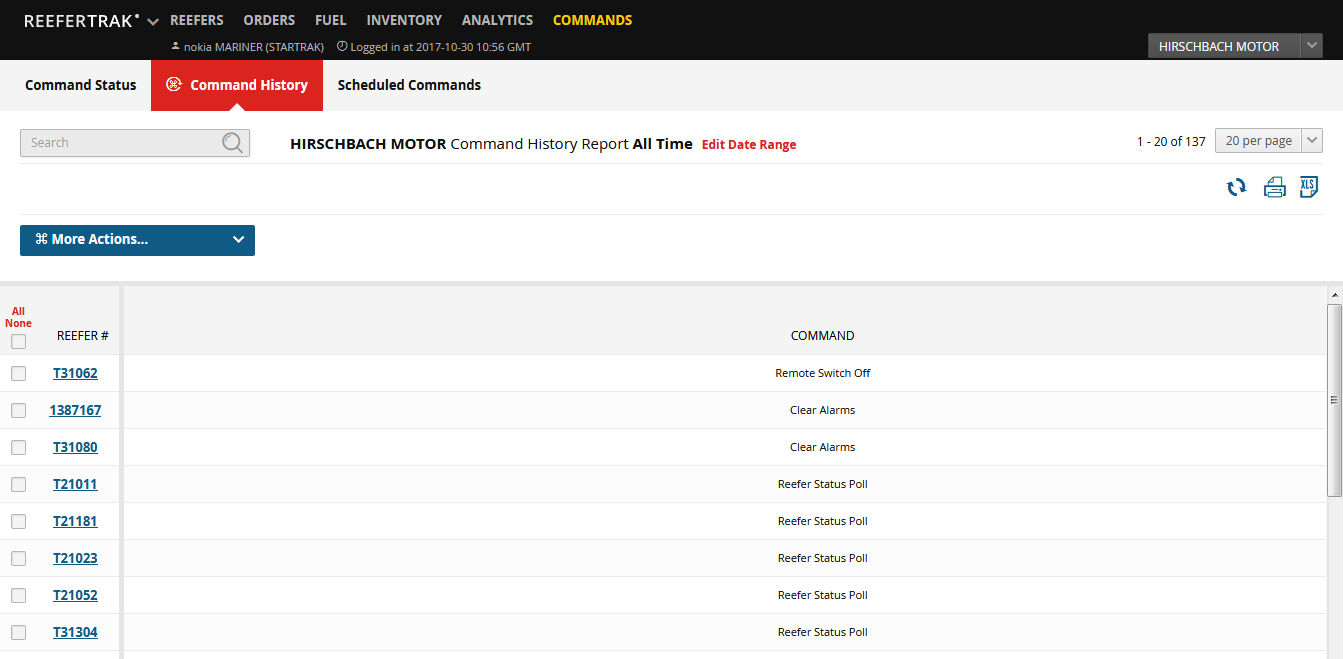 REEFERTRAK REEFERS ORDERS FUEL INVENTORY ANALYTICS COMMANDS
nokia MARINER (STARTRAK) Logged in at 2017-10-30 10:56 GMT
HIRSCHBACH MOTOR
Command Status Command History Scheduled Commands
Search HIRSCHBACH MOTOR Command History Report All Time Edit Date Range 1 - 20 of 137 20 per page
XLS
⌘ More Actions...
All
None
REEFER # COMMAND
T31062 Remote Switch Off
1387167 Clear Alarms
T31080 Clear Alarms
T21011 Reefer Status Poll
T21181 Reefer Status Poll
T21023 Reefer Status Poll
T21052 Reefer Status Poll
T31304 Reefer Status Poll